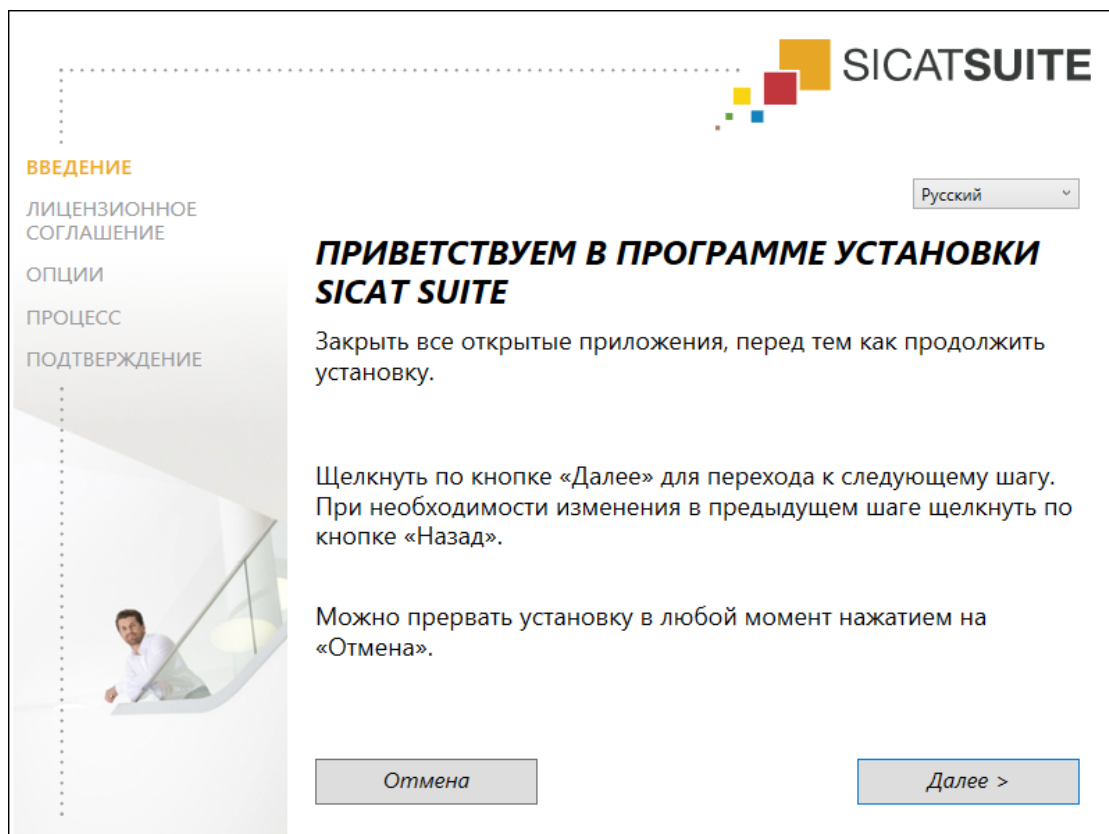 SICATSUITE
ВВЕДЕНИЕ
ЛИЦЕНЗИОННОЕ
СОГЛАШЕНИЕ
ОПЦИИ
ПРОЦЕСС
ПОДТВЕРЖДЕНИЕ
Русский
ПРИВЕТСТВУЕМ В ПРОГРАММЕ УСТАНОВКИ
SICAT SUITE
Закрыть все открытые приложения, перед тем как продолжить
установку.
Щелкнуть по кнопке «Далее» для перехода к следующему шагу.
При необходимости изменения в предыдущем шаге щелкнуть по
кнопке «Назад».
Можно прервать установку в любой момент нажатием на
«Отмена».
Отмена
Далее >